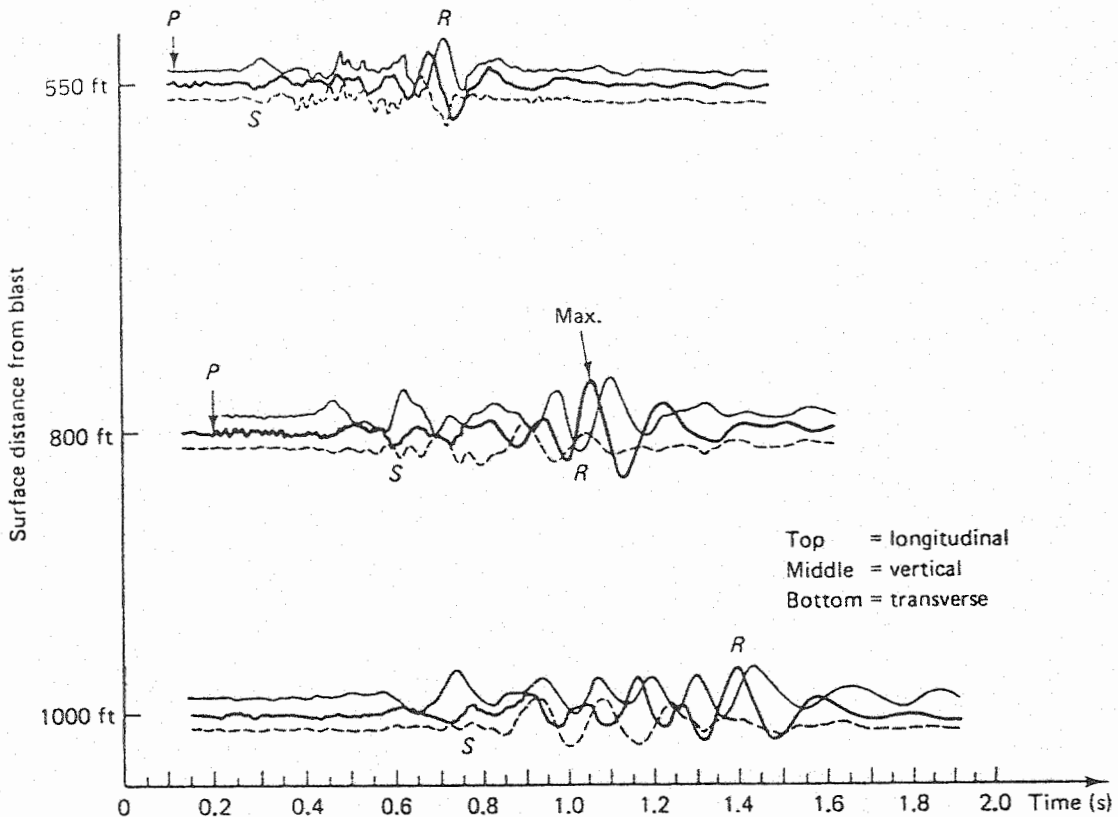 P
R
550 ft
S
Surface distance from blast
Max.
P
800 ft
S
R
Top = longitudinal
Middle = vertical
Bottom = transverse
R
1000 ft
S
0 0.2 0.4 0.6 0.8 1.0 1.2 1.4 1.6 1.8 2.0 Time (s)